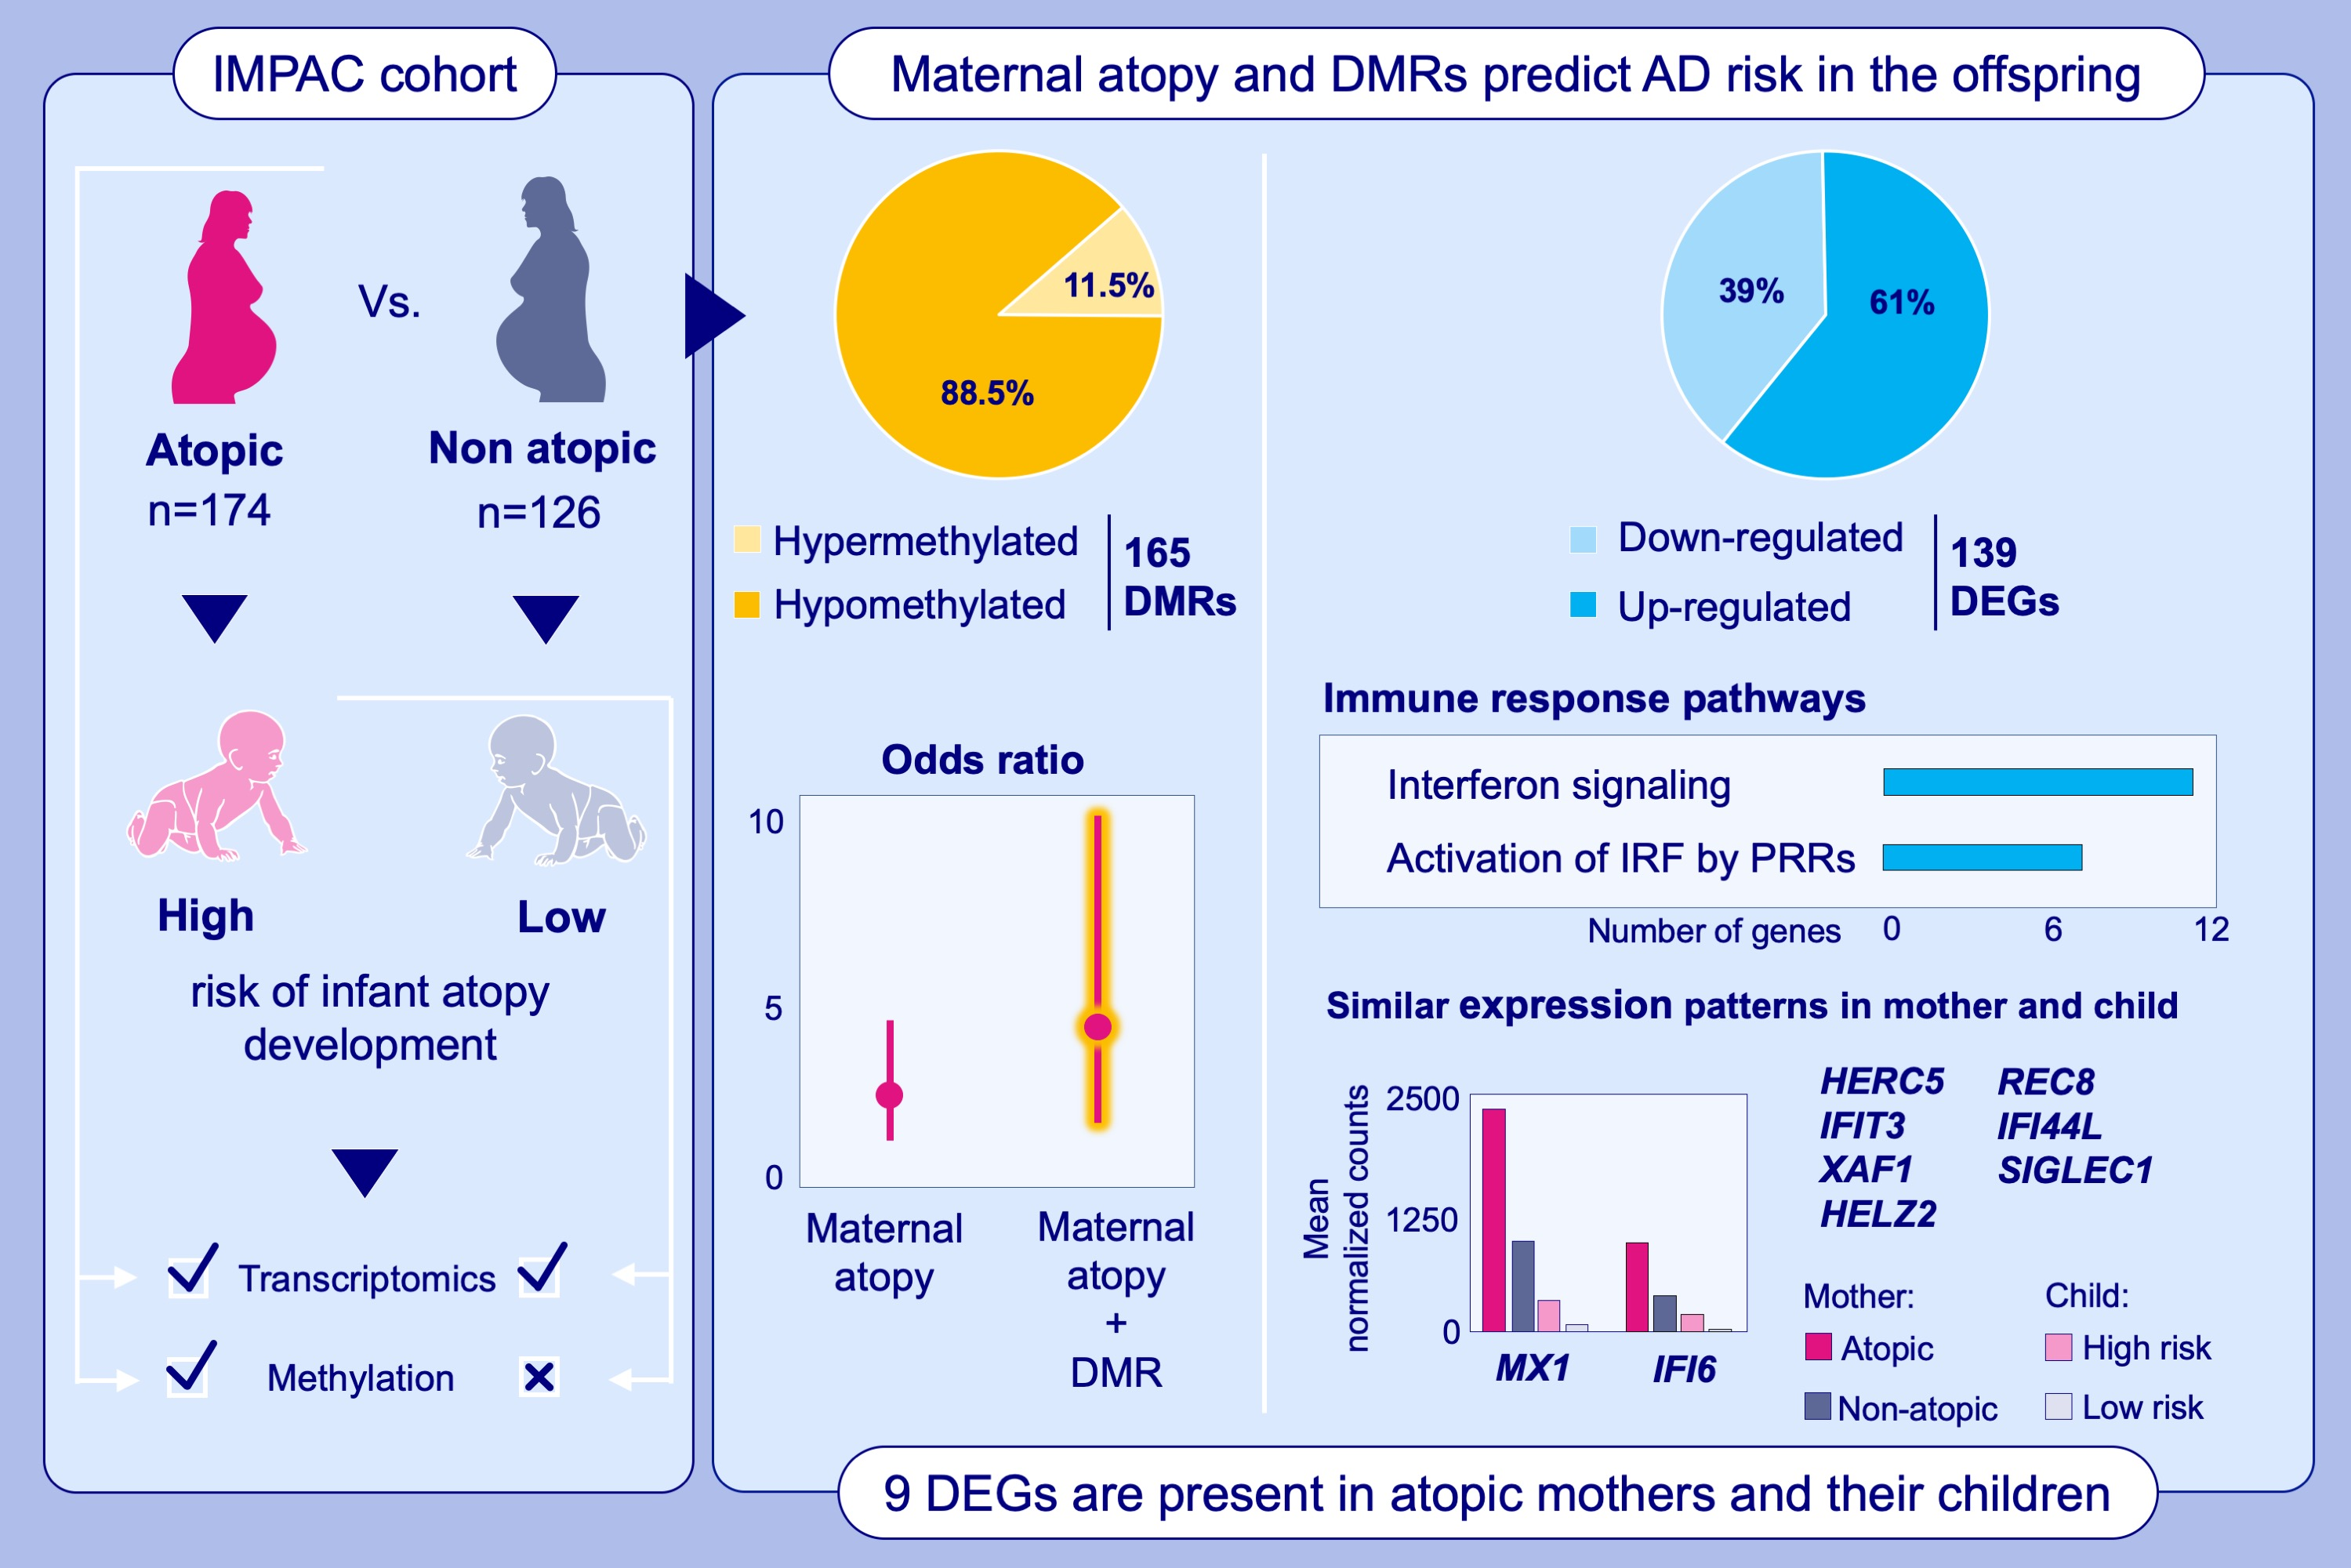 IMPAC cohort
Vs.
Atopic
n=174
Non atopic
n=126
High
Low
risk of infant atopy
development
Transcriptomics
Methylation
Maternal atopy and DMRs predict AD risk in the offspring
11.5%
88.5%
Hypermethylated
Hypomethylated
165
DMRs
Odds ratio
10
5
0
Maternal
atopy
Maternal
atopy
+
DMR
39%
61%
Down-regulated
Up-regulated
139
DEGs
Immune response pathways
Interferon signaling
Activation of IRF by PRRs
Number of genes 0 6 12
Similar expression patterns in mother and child
Mean
normalized counts
2500
1250
0
MX1 IFI6
HERC5
IFIT3
XAF1
HELZ2
REC8
IFI44L
SIGLEC1
Mother:
Atopic
Non-atopic
Child:
High risk
Low risk
9 DEGs are present in atopic mothers and their children